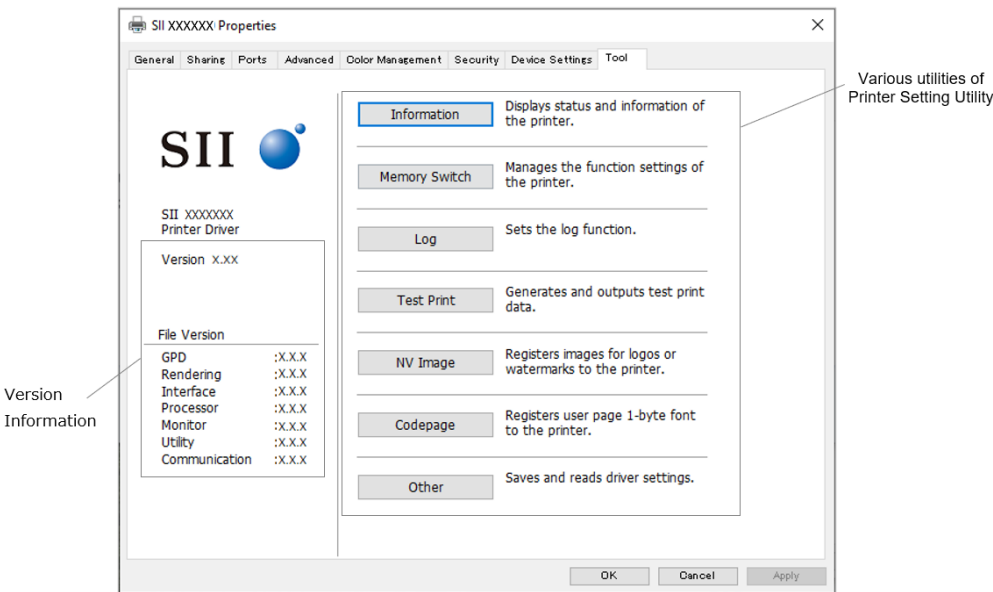 SII XXXXXX Properties
General Sharing Ports Advanced Color Management Security Device Settings Tool
Various utilities of
Printer Setting Utility
SII
SII XXXXXXX
Printer Driver
Version X.XX
File Version
GPD :X.X.X
Rendering :X.X.X
Interface :X.X.X
Processor :X.X.X
Monitor :X.X.X
Utility :X.X.X
Communication :X.X.X
Version
Information
Information
Displays status and information of
the printer.
Memory Switch
Manages the function settings of
the printer.
Log
Sets the log function.
Test Print
Generates and outputs test print
data.
NV Image
Registers images for logos or
watermarks to the printer.
Codepage
Registers user page 1-byte font
to the printer.
Other
Saves and reads driver settings.
OK Cancel Apply